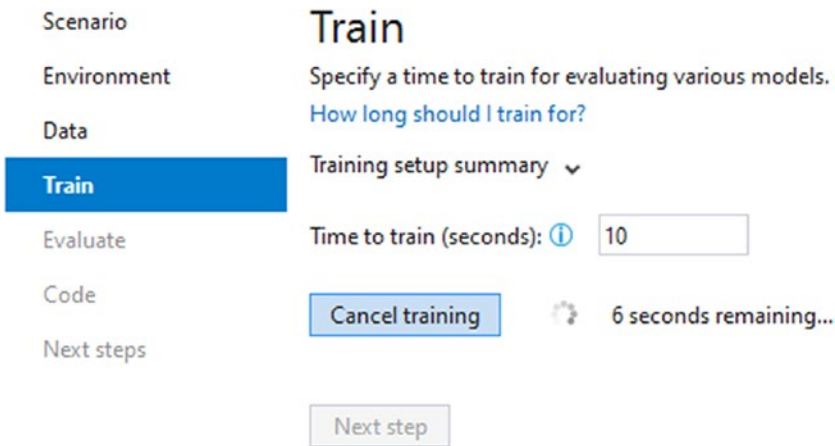 Scenario
Environment
Data
Train
Evaluate
Code
Next steps
Train
Specify a time to train for evaluating various models.
How long should I train for?
Training setup summary
Time to train (seconds): 10
Cancel training 6 seconds remaining...
Next step